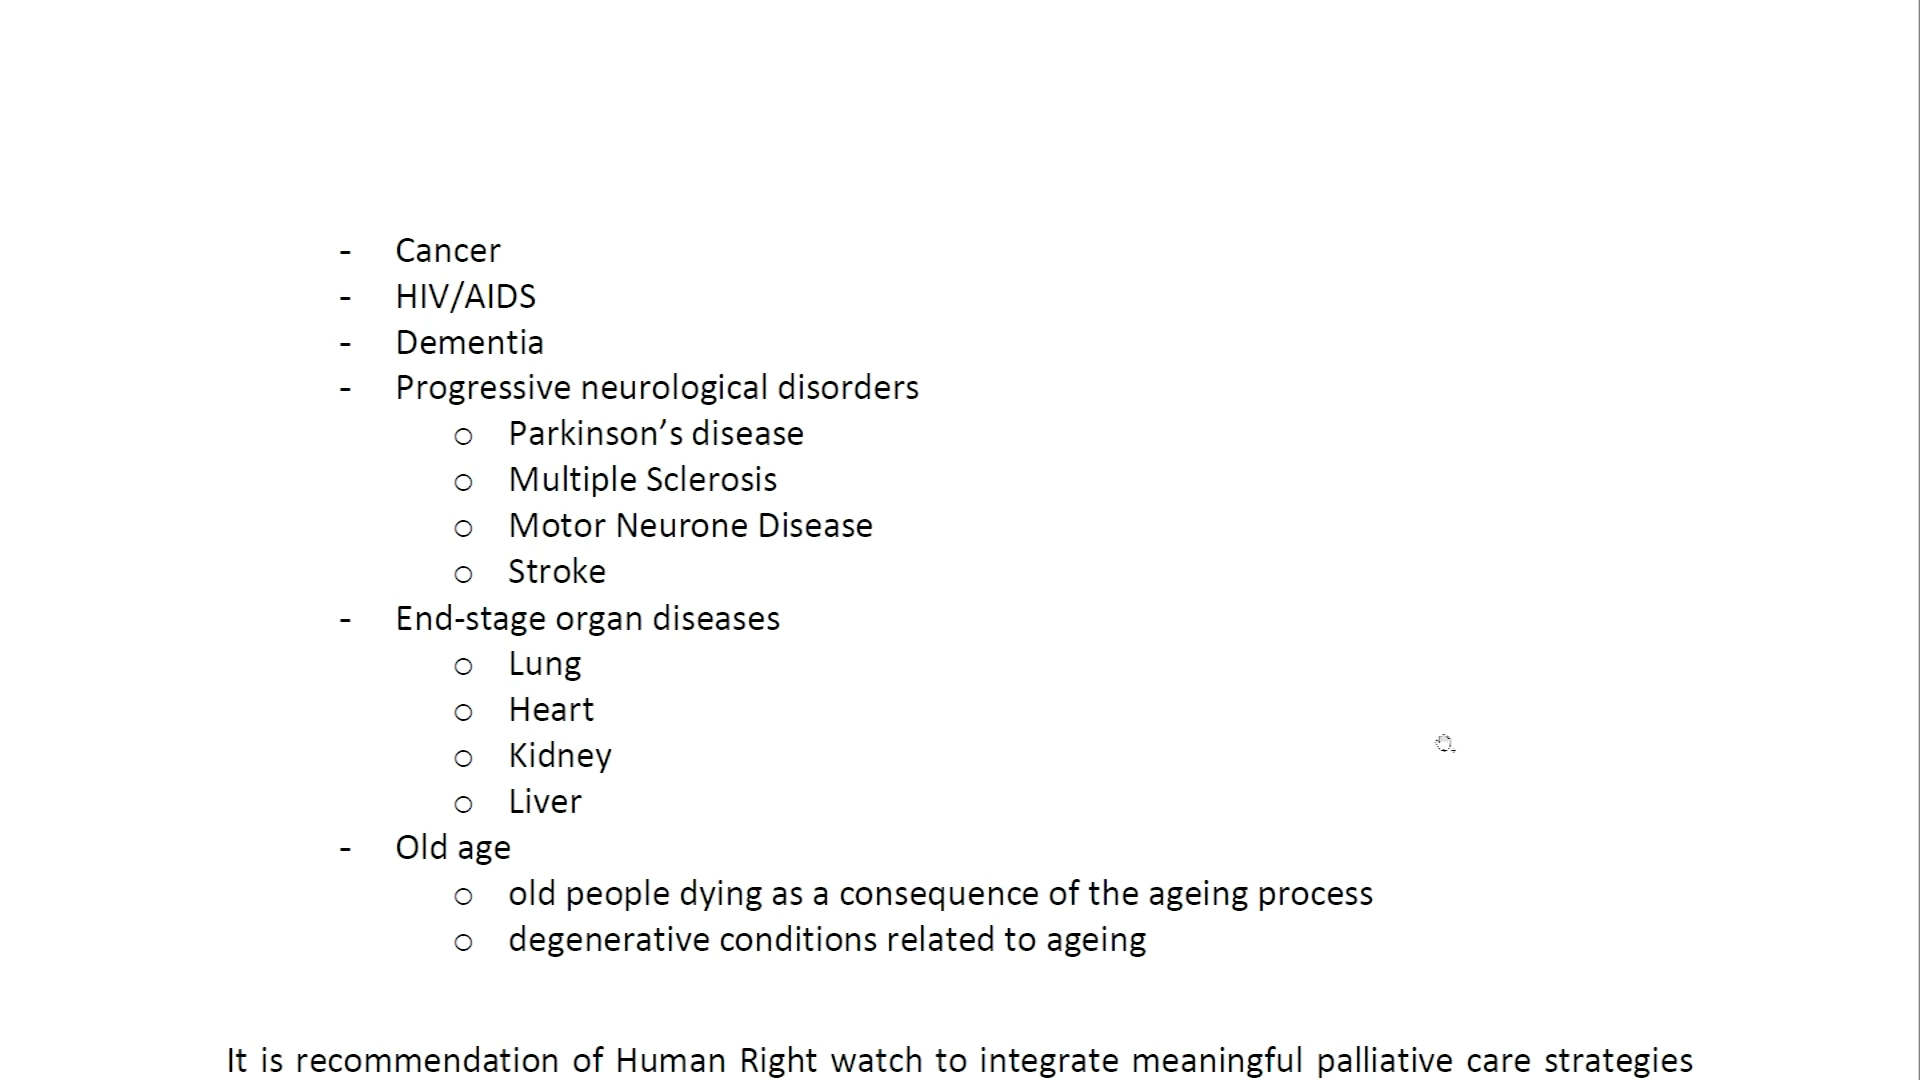 - Cancer
- HIV/AIDS
- Dementia
- Progressive neurological disorders
o Parkinson’s disease
o Multiple Sclerosis
o Motor Neurone Disease
o Stroke
- End-stage organ diseases
o Lung
o Heart
o Kidney
o Liver
- Old age
o old people dying as a consequence of the ageing process
o degenerative conditions related to ageing
It is recommendation of Human Right watch to integrate meaningful palliative care strategies